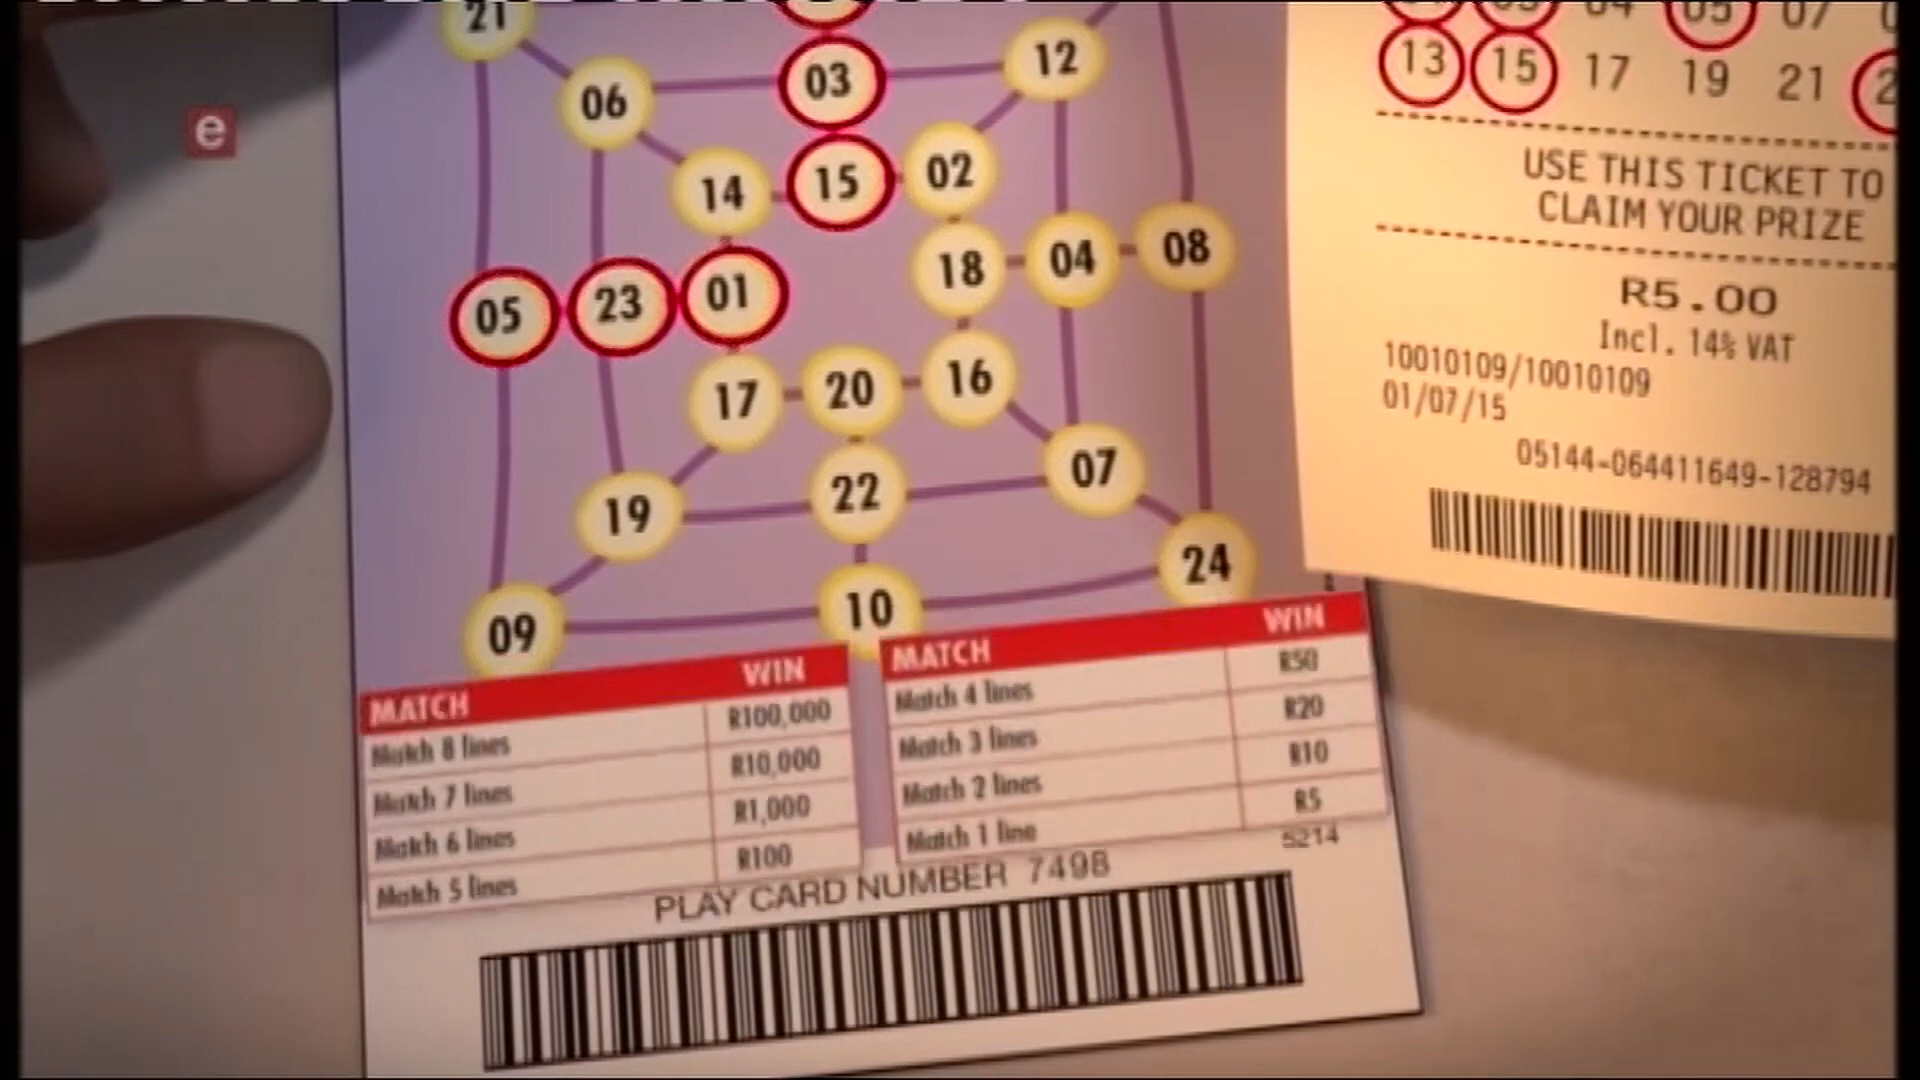 21
03
12
06
15
02
14
18
04
08
05
23
01
17
20
16
19
22
07
24
09
10
e
MATCH WIN
Match 8 lines R100,000
Match 7 lines R10,000
Match 6 lines R1,000
Match 5 lines R100
MATCH WIN
Match 4 lines R50
Match 3 lines R20
Match 2 lines R10
Match 1 line R5
5214
PLAY CARD NUMBER 7498
04 05 07
13 15 17 19 21
USE THIS TICKET TO
CLAIM YOUR PRIZE
R5.00
Incl. 14% VAT
10010109/10010109
01/07/15
05144-064411649-128794